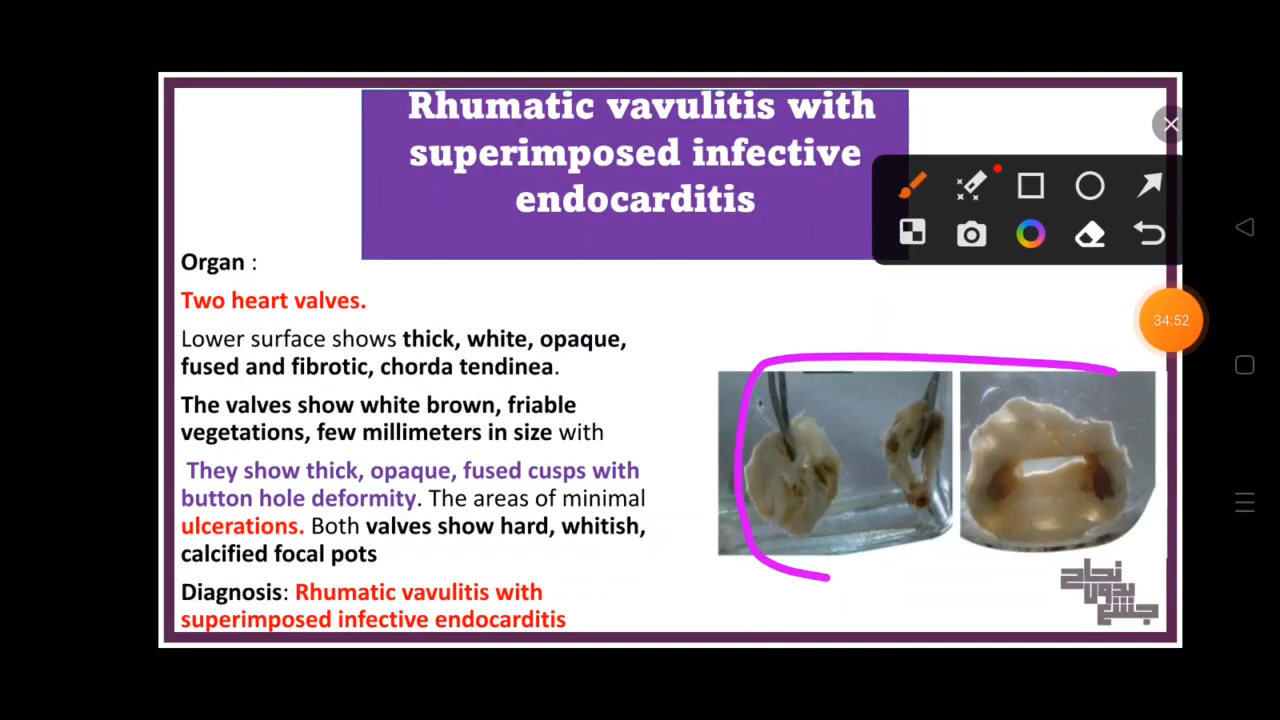 Rhumatic vavulitis with
superimposed infective
endocarditis
Organ :
Two heart valves.
Lower surface shows thick, white, opaque,
fused and fibrotic, chorda tendinea.
The valves show white brown, friable
vegetations, few millimeters in size with
They show thick, opaque, fused cusps with
button hole deformity. The areas of minimal
ulcerations. Both valves show hard, whitish,
calcified focal pots
Diagnosis: Rhumatic vavulitis with
superimposed infective endocarditis
34:52
نجاح
بدون
جشع